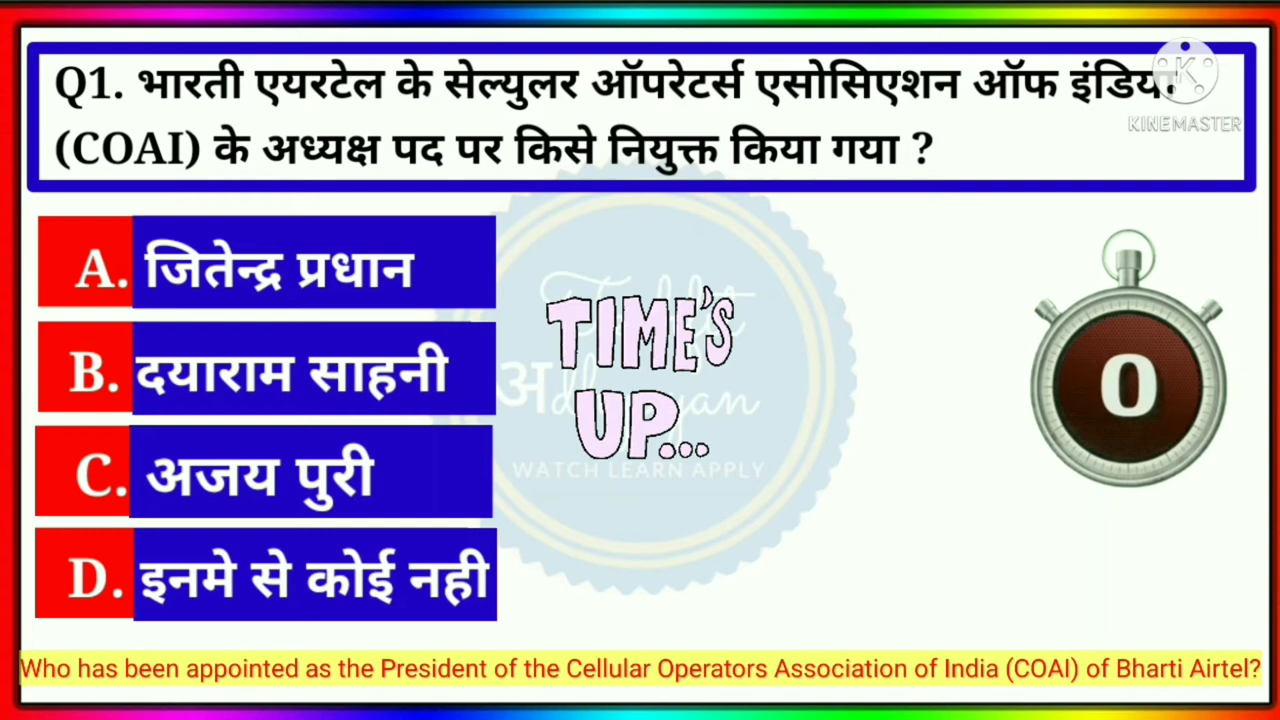 Q1. भारती एयरटेल के सेल्युलर ऑपरेटर्स एसोसिएशन ऑफ इंडिया
(COAI) के अध्यक्ष पद पर किसे नियुक्त किया गया ?
KINEMASTER
A. जितेन्द्र प्रधान
B. दयाराम साहनी
C. अजय पुरी
D. इनमे से कोई नही
TIME'S
UP...
WATCH LEARN APPLY
0
Who has been appointed as the President of the Cellular Operators Association of India (COAI) of Bharti Airtel?